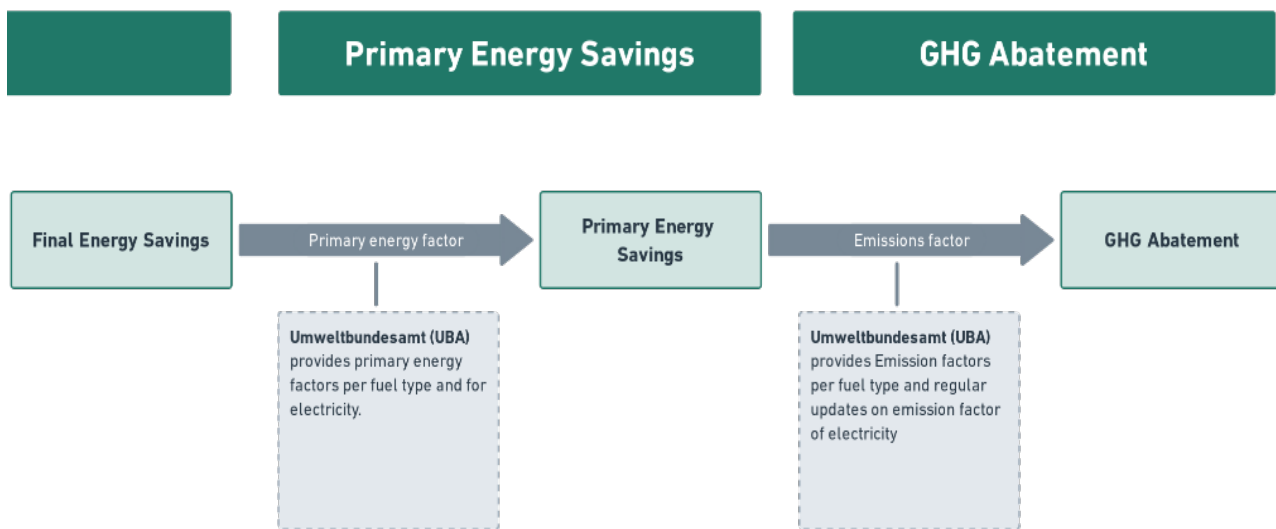 Primary Energy Savings
GHG Abatement
Final Energy Savings
Primary energy factor
Primary Energy
Savings
Emissions factor
GHG Abatement
Umweltbundesamt (UBA)
provides primary energy
factors per fuel type and for
electricity.
Umweltbundesamt (UBA)
provides Emission factors
per fuel type and regular
updates on emission factor
of electricity